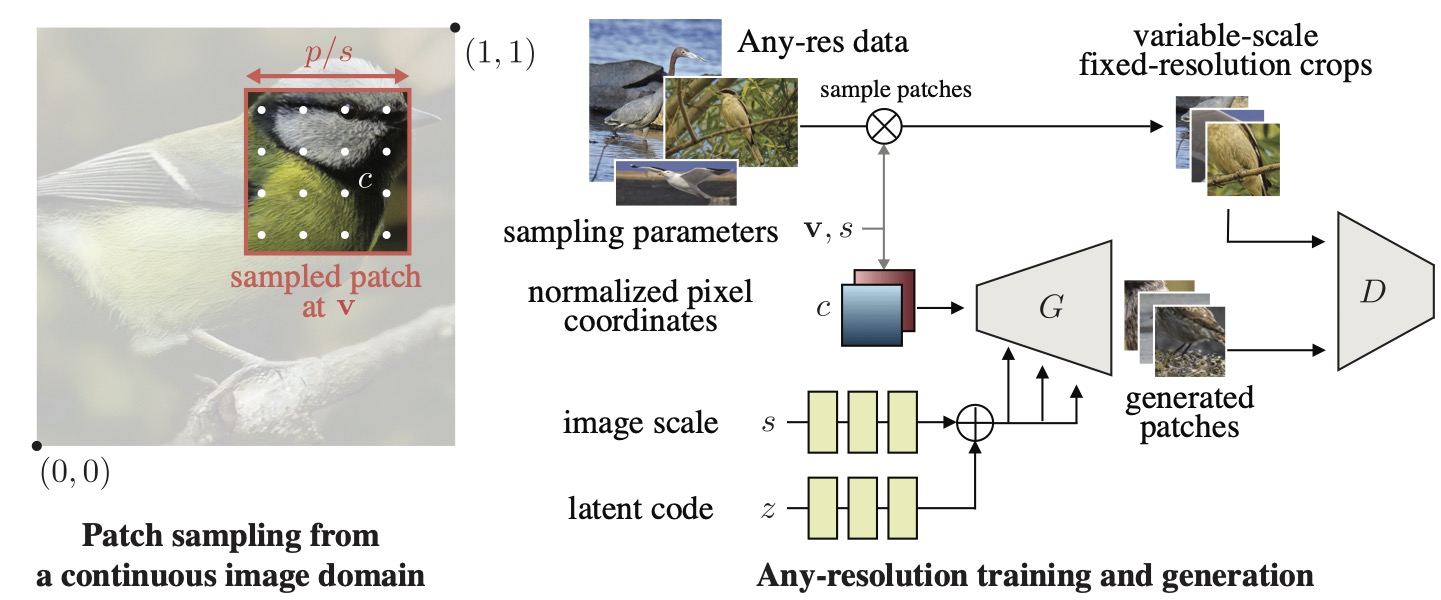 (1, 1)
p/s
c
sampled patch
at v
(0, 0)
Patch sampling from
a continuous image domain
Any-res data
sample patches
variable-scale
fixed-resolution crops
sampling parameters
v, s
normalized pixel
coordinates
c
G
D
generated
patches
image scale
s
latent code
z
Any-resolution training and generation